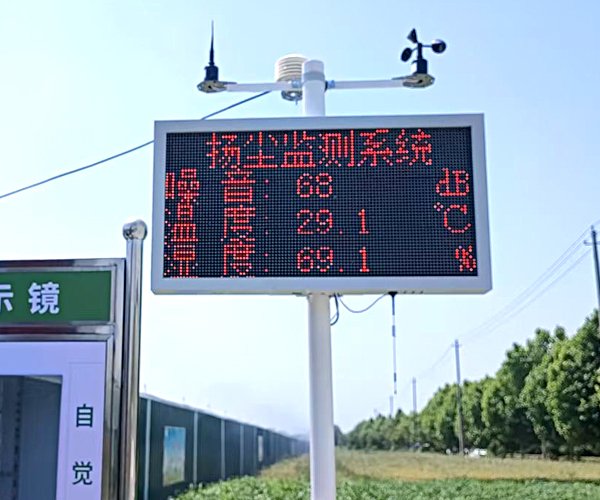 扬尘监测系统
噪 音: 68 dB
温 度: 29.1 ℃
湿 度: 69.1 %
示镜
自
觉